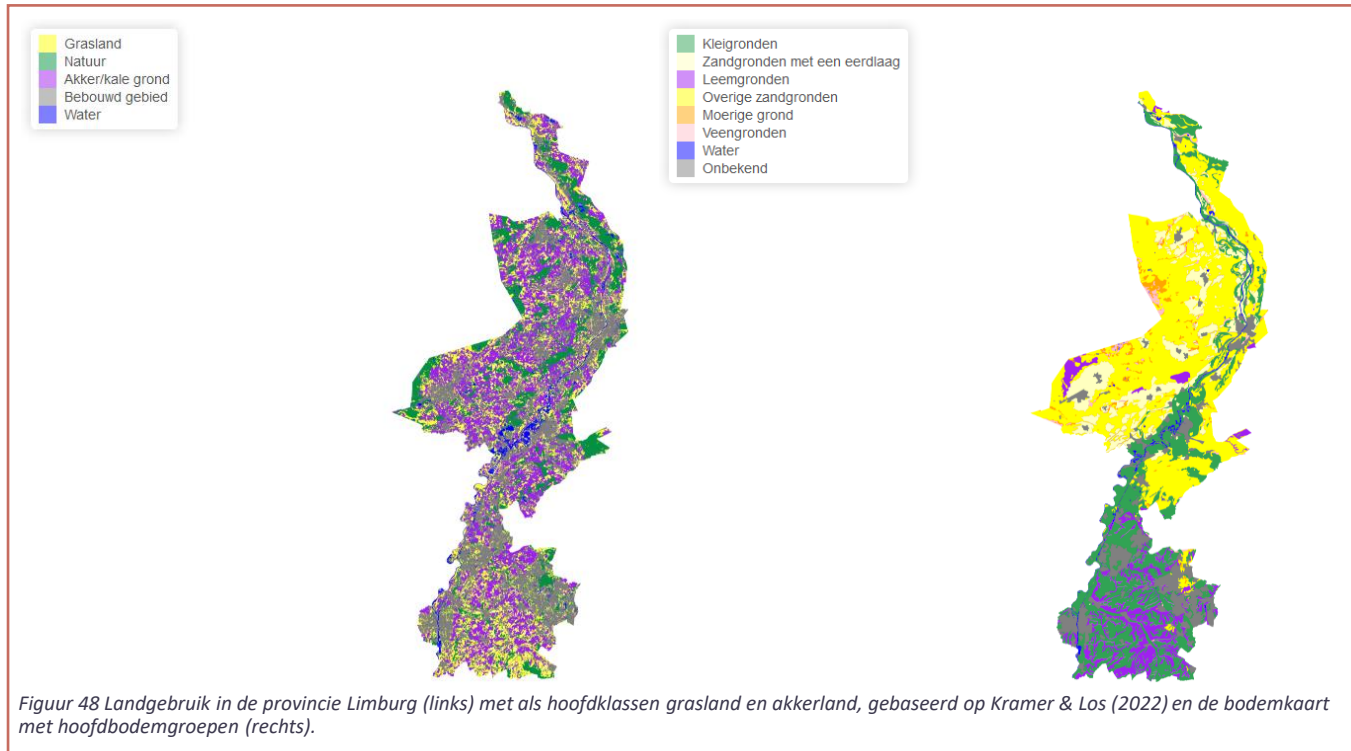 Grasland
Natuur
Akker/kale grond
Bebouwd gebied
Water
Kleigronden
Zandgronden met een eerdlaag
Leemgronden
Overige zandgronden
Moerige grond
Veengronden
Water
Onbekend
Figuur 48 Landgebruik in de provincie Limburg (links) met als hoofdklassen grasland en akkerland, gebaseerd op Kramer & Los (2022) en de bodemkaart
met hoofdbodemgroepen (rechts).